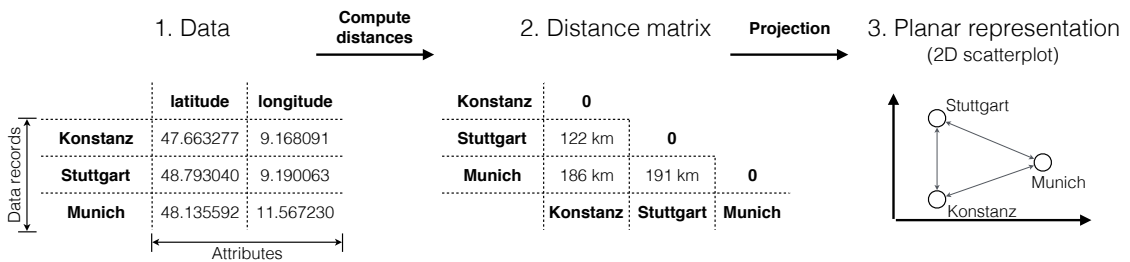 1. Data
Compute
distances
2. Distance matrix
Projection
3. Planar representation
(2D scatterplot)
latitude longitude
Konstanz 47.663277 9.168091
Stuttgart 48.793040 9.190063
Munich 48.135592 11.567230
Data records
Attributes
Konstanz 0
Stuttgart 122 km 0
Munich 186 km 191 km 0
Konstanz Stuttgart Munich
Stuttgart
Munich
Konstanz